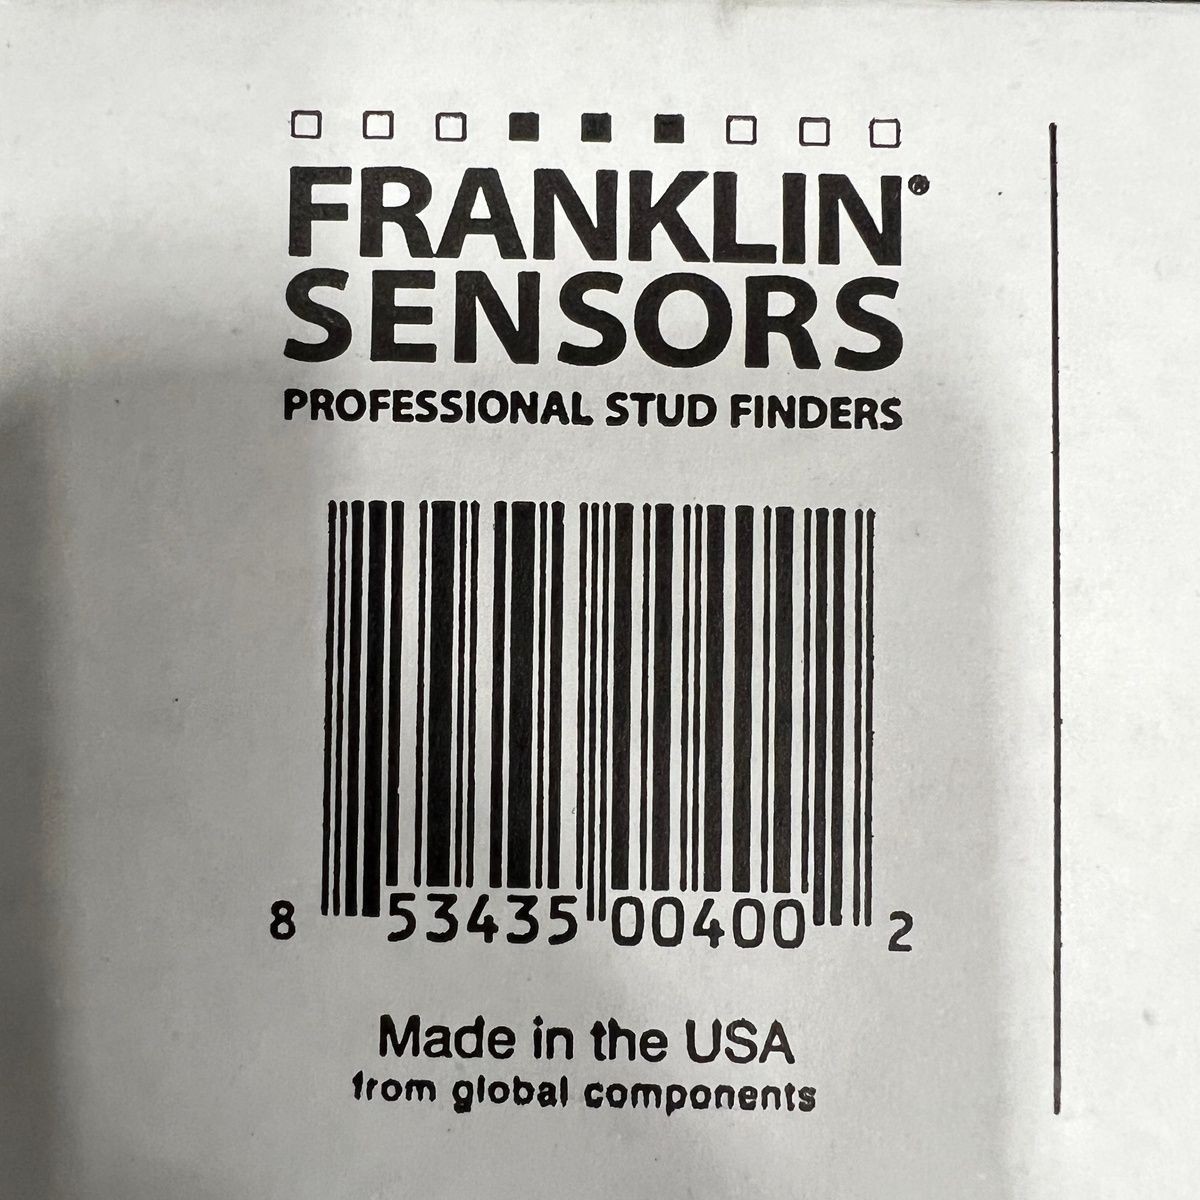 FRANKLIN®
SENSORS
PROFESSIONAL STUD FINDERS
8 53435 00400 2
Made in the USA
from global components